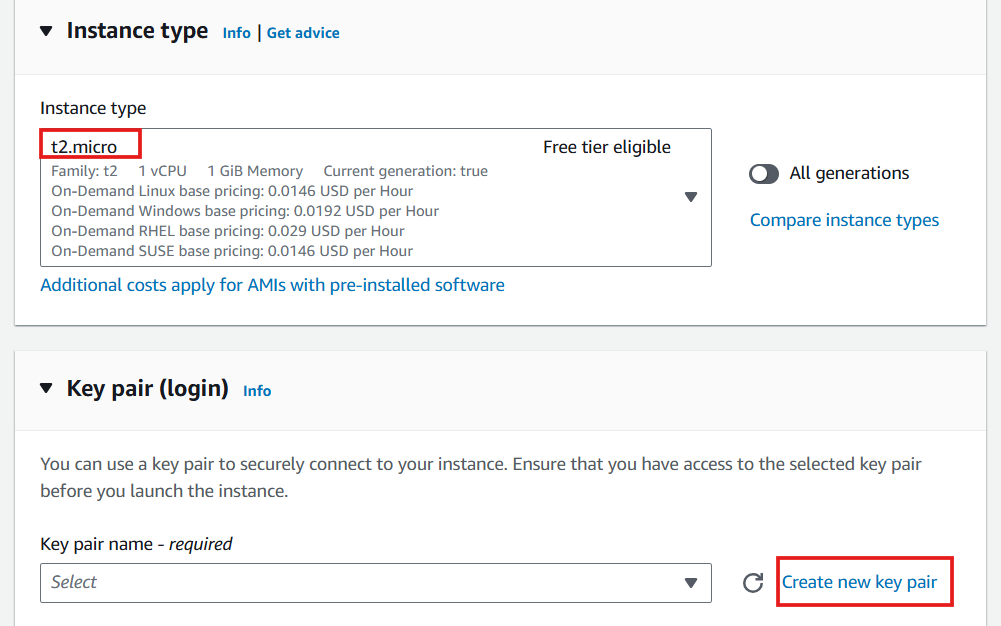 Instance type Info | Get advice
Instance type
t2.micro Free tier eligible
Family: t2 1 vCPU 1 GiB Memory Current generation: true
On-Demand Linux base pricing: 0.0146 USD per Hour
On-Demand Windows base pricing: 0.0192 USD per Hour
On-Demand RHEL base pricing: 0.029 USD per Hour
On-Demand SUSE base pricing: 0.0146 USD per Hour
All generations
Compare instance types
Additional costs apply for AMIs with pre-installed software
Key pair (login) Info
You can use a key pair to securely connect to your instance. Ensure that you have access to the selected key pair
before you launch the instance.
Key pair name - required
Select
Create new key pair